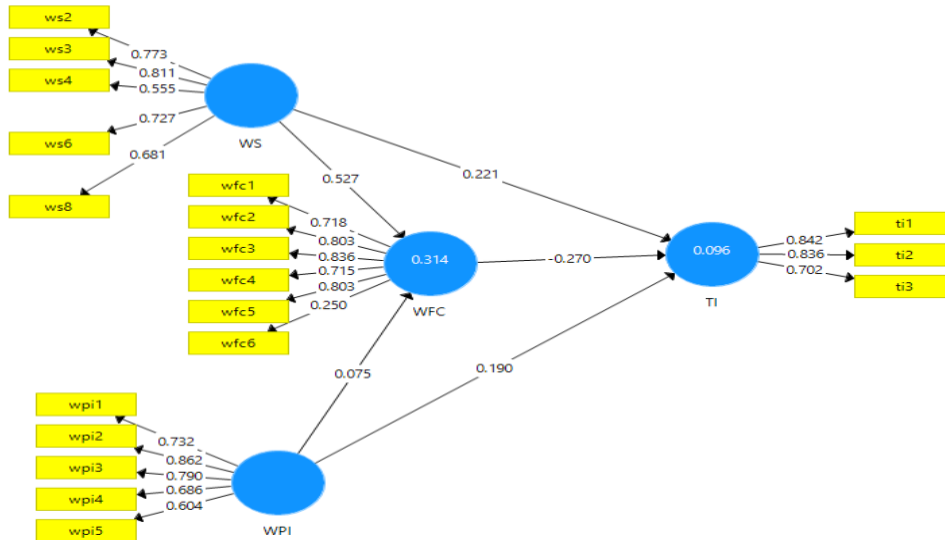 ws2
ws3
ws4
ws6
ws8
0.773
0.811
0.555
0.727
0.681
WS
0.527
0.221
wfc1
wfc2
wfc3
wfc4
wfc5
wfc6
0.718
0.803
0.836
0.715
0.803
0.250
0.314
WFC
-0.270
0.096
TI
0.842
0.836
0.702
ti1
ti2
ti3
0.075
0.190
wpi1
wpi2
wpi3
wpi4
wpi5
0.732
0.862
0.790
0.686
0.604
WPI